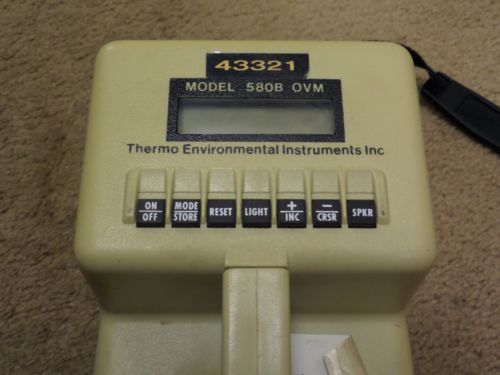 43321
MODEL 580B OVM
Thermo Environmental Instruments Inc
ON OFF MODE STORE RESET LIGHT + INC − CRSR SPKR